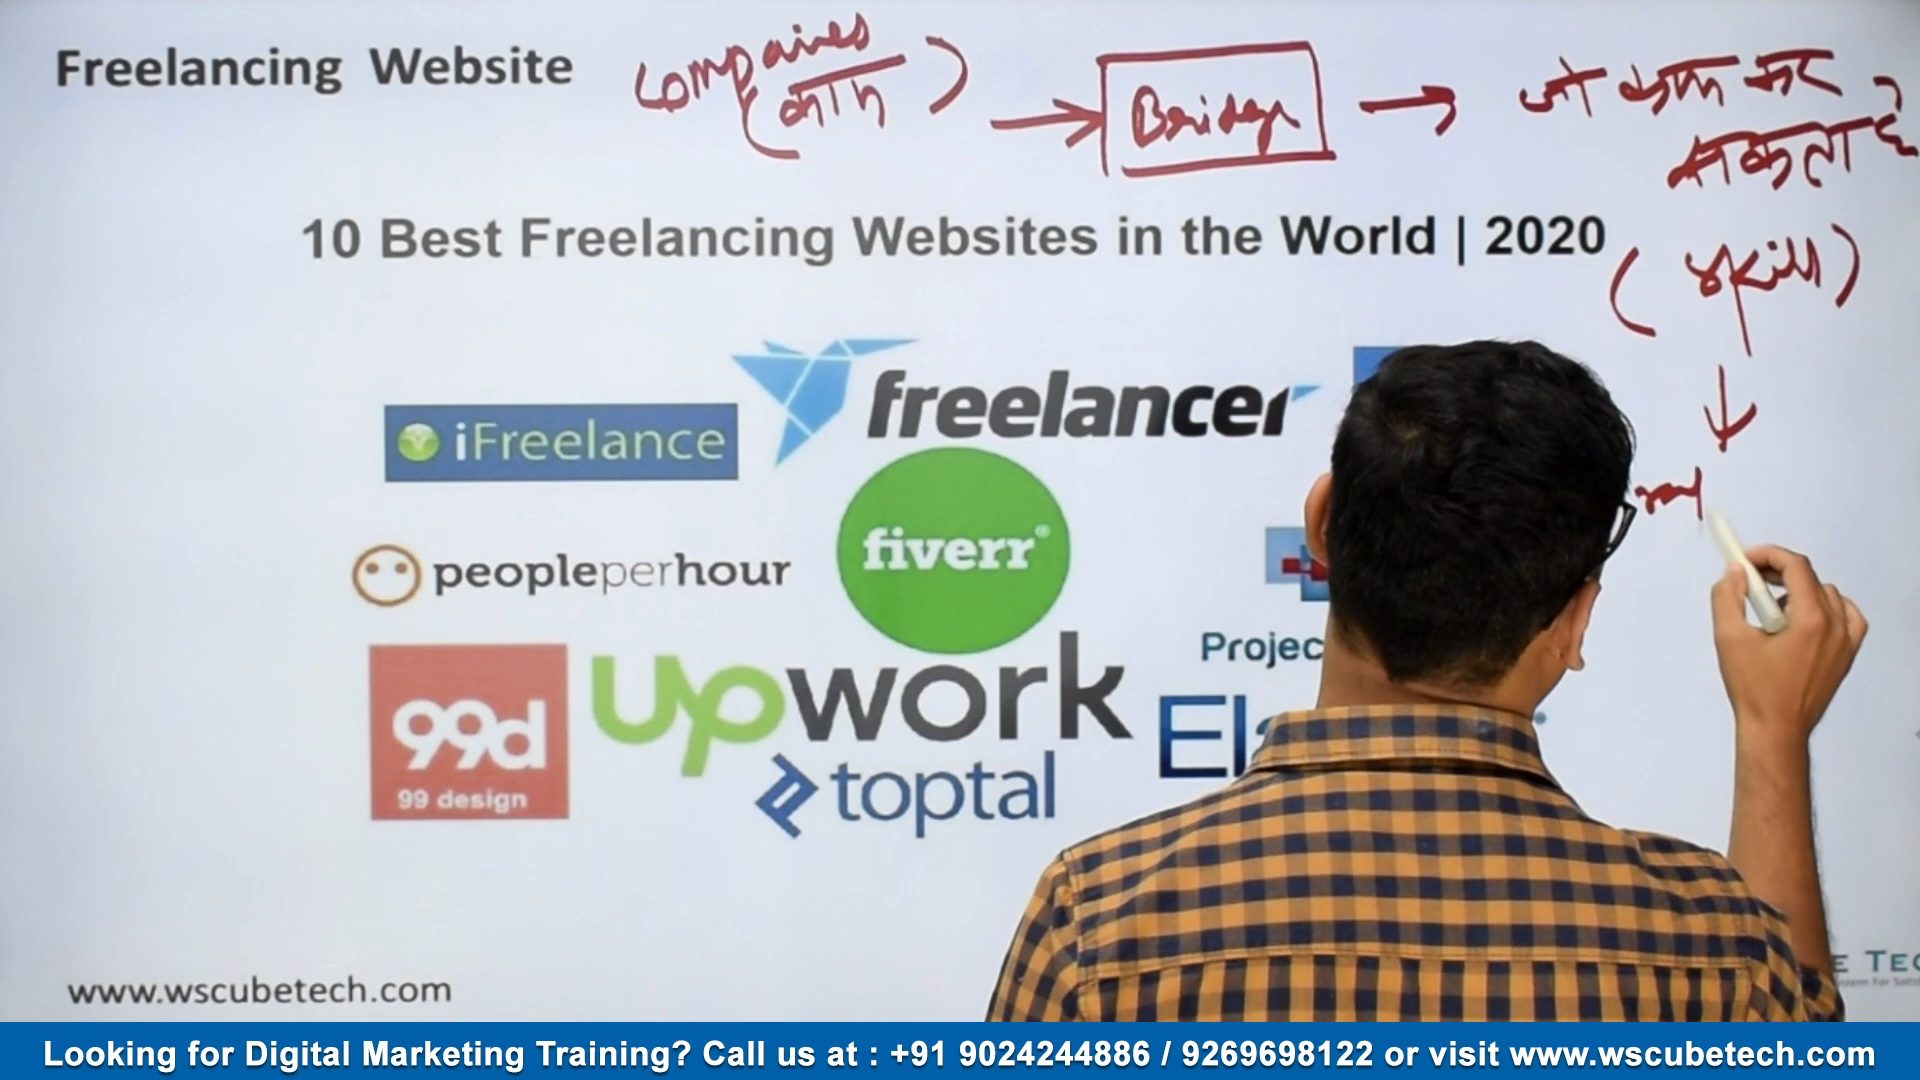 Freelancing Website
Compaires
(काम)
Bridge
जो काम कर
सकता है
(skill)
10 Best Freelancing Websites in the World | 2020
iFreelance
freelancer
peopleperhour
fiverr®
Projec
99d
99 design
upwork
El
toptal
www.wscubetech.com
E TEC
Looking for Digital Marketing Training? Call us at : +91 9024244886 / 9269698122 or visit www.wscubetech.com